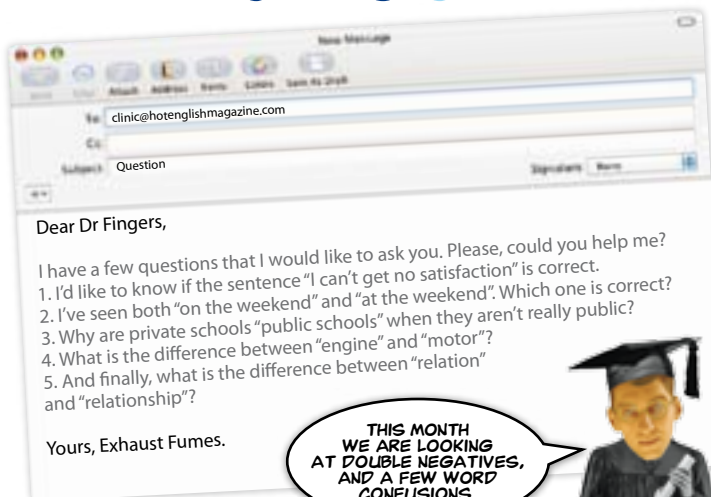 New Message
Attach Address Fonts Colors Save As Draft
To: clinic@hotenglishmagazine.com
Cc:
Subject: Question
Signature: None
Dear Dr Fingers,
I have a few questions that I would like to ask you. Please, could you help me?
1. I'd like to know if the sentence "I can't get no satisfaction" is correct.
2. I've seen both "on the weekend" and "at the weekend". Which one is correct?
3. Why are private schools "public schools" when they aren't really public?
4. What is the difference between "engine" and "motor"?
5. And finally, what is the difference between "relation"
and "relationship"?
Yours, Exhaust Fumes.
THIS MONTH
WE ARE LOOKING
AT DOUBLE NEGATIVES,
AND A FEW WORD
CONFUSIONS